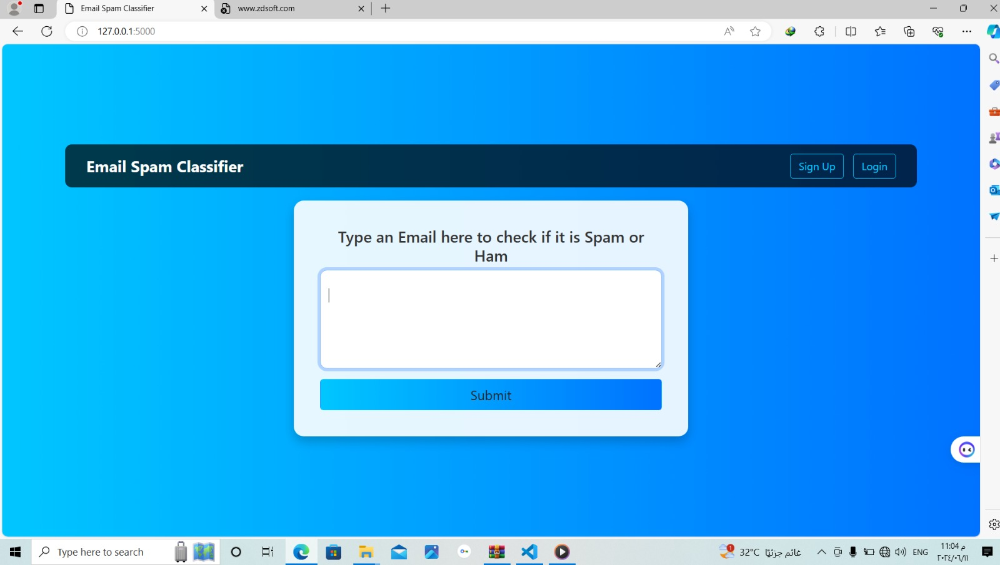 Email Spam Classifier
www.zdsoft.com
127.0.0.1:5000
Email Spam Classifier
Sign Up
Login
Type an Email here to check if it is Spam or
Ham
Submit
Type here to search
1
32°C غائم جزئيًا
ENG
11:04 م
٢٠٢٤/٠٦/١١